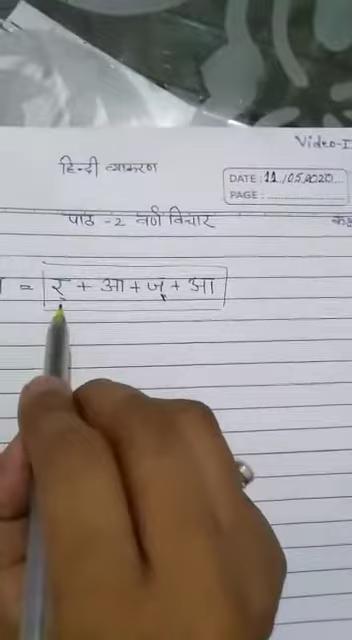 Video-I
हिन्दी व्याकरण
DATE : 11/05/2020
PAGE :
पाठ -2 वर्ण विचार
= र् + आ + ज् + आ